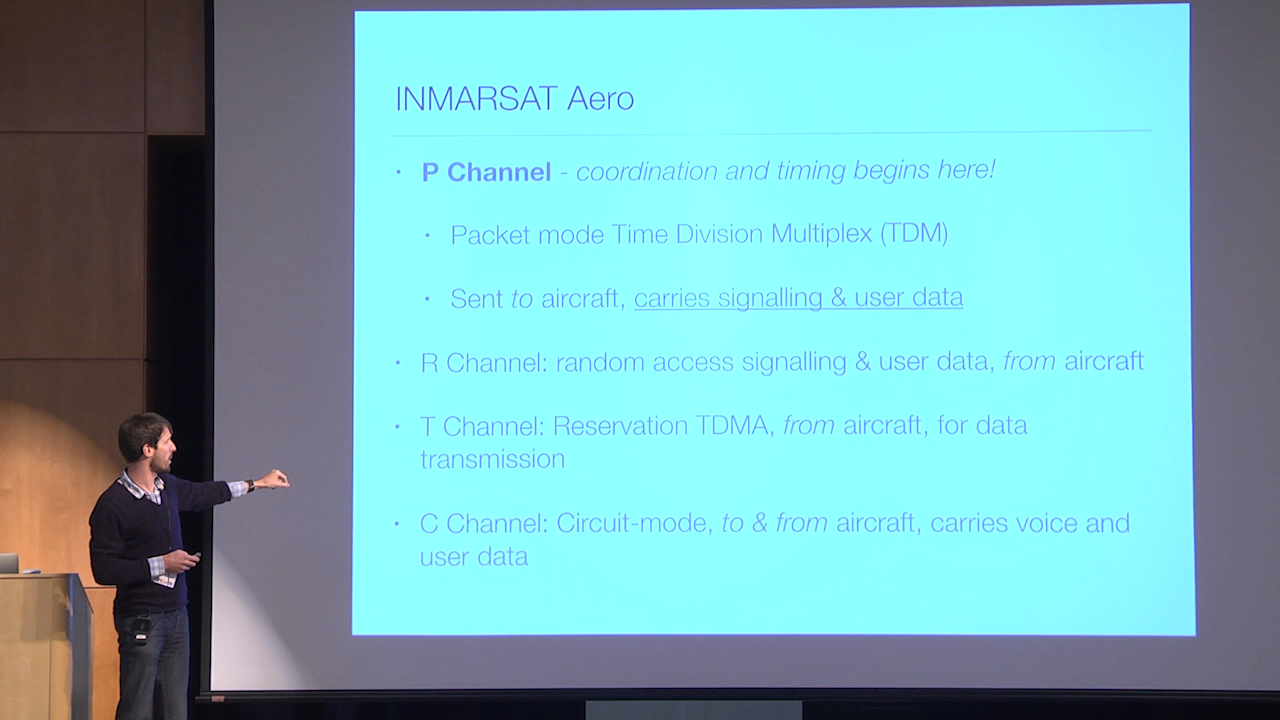 INMARSAT Aero
• P Channel - coordination and timing begins here!
• Packet mode Time Division Multiplex (TDM)
• Sent to aircraft, carries signalling & user data
• R Channel: random access signalling & user data, from aircraft
• T Channel: Reservation TDMA, from aircraft, for data
transmission
• C Channel: Circuit-mode, to & from aircraft, carries voice and
user data